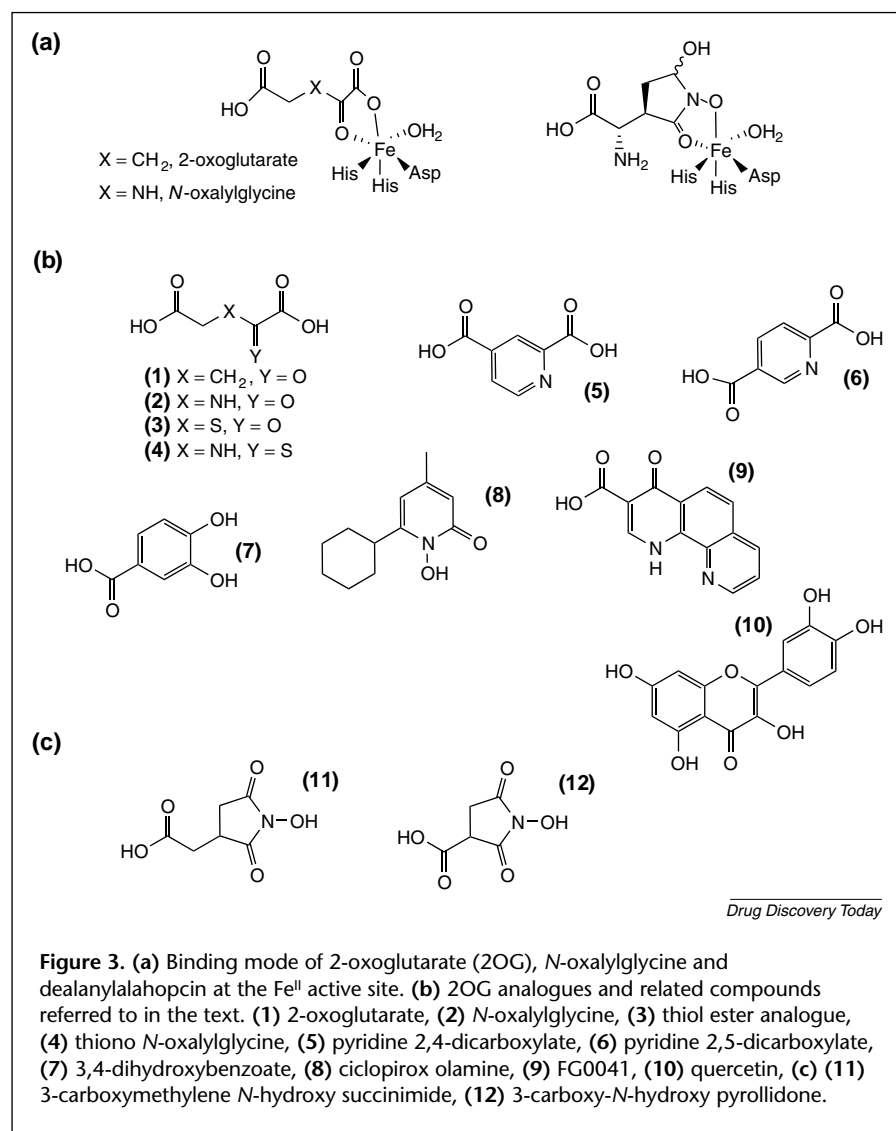 (a)
O
HO
X
O
O
O
O
OH₂
Fe
His
His
Asp
X = CH₂, 2-oxoglutarate
X = NH, N-oxalylglycine
OH
O
HO
NH₂
N
O
O
OH₂
Fe
His
His
Asp
(b)
O
HO
X
O
OH
Y
(1) X = CH₂, Y = O
(2) X = NH, Y = O
(3) X = S, Y = O
(4) X = NH, Y = S
O
HO
O
OH
N
(5)
O
OH
HO
O
N
(6)
HO
O
OH
OH
(7)
(8)
N
O
OH
(9)
O
O
HO
N
H
N
(10)
OH
OH
HO
O
OH
OH
O
(c)
(11)
O
O
HO
N
OH
O
(12)
O
HO
O
N
OH
O
Drug Discovery Today
Figure 3. (a) Binding mode of 2-oxoglutarate (2OG), N-oxalylglycine and
dealanylalahopcin at the Feᴵᴵ active site. (b) 2OG analogues and related compounds
referred to in the text. (1) 2-oxoglutarate, (2) N-oxalylglycine, (3) thiol ester analogue,
(4) thiono N-oxalylglycine, (5) pyridine 2,4-dicarboxylate, (6) pyridine 2,5-dicarboxylate,
(7) 3,4-dihydroxybenzoate, (8) ciclopirox olamine, (9) FG0041, (10) quercetin, (c) (11)
3-carboxymethylene N-hydroxy succinimide, (12) 3-carboxy-N-hydroxy pyrollidone.